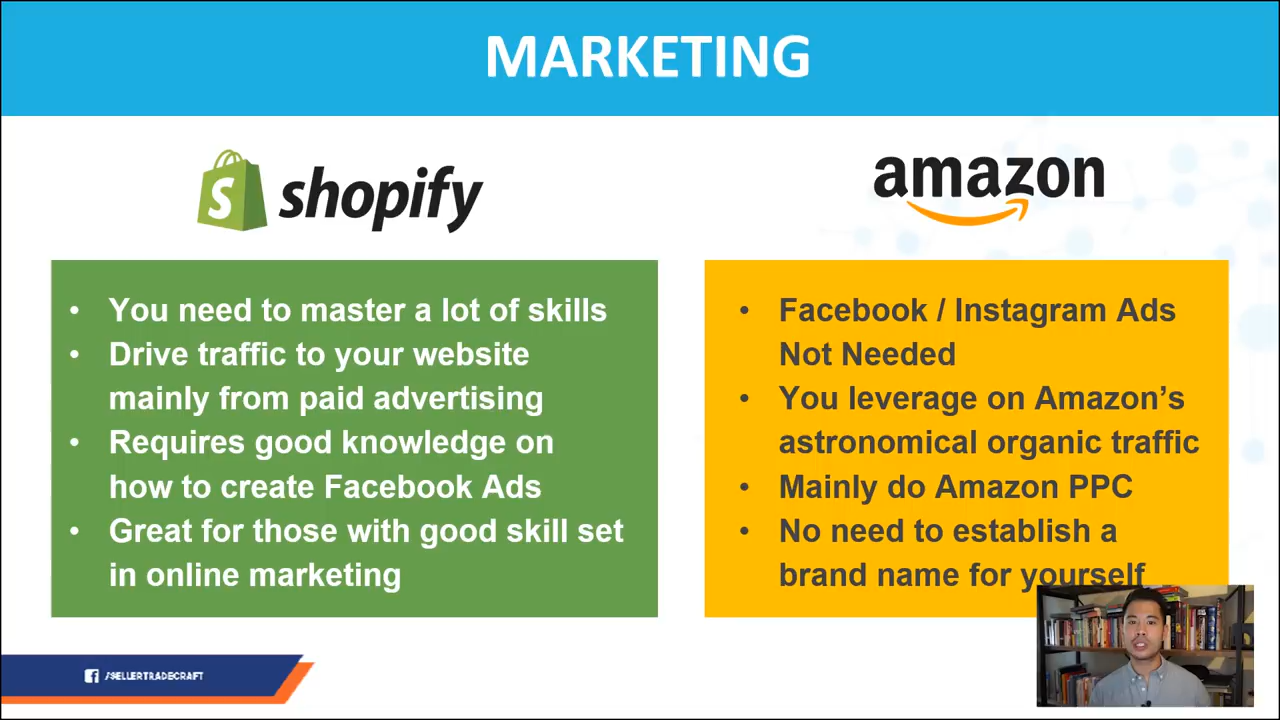 MARKETING
shopify
amazon
• You need to master a lot of skills
• Drive traffic to your website
mainly from paid advertising
• Requires good knowledge on
how to create Facebook Ads
• Great for those with good skill set
in online marketing
• Facebook / Instagram Ads
Not Needed
• You leverage on Amazon’s
astronomical organic traffic
• Mainly do Amazon PPC
• No need to establish a
brand name for yourself
/SELLERTRADECRAFT